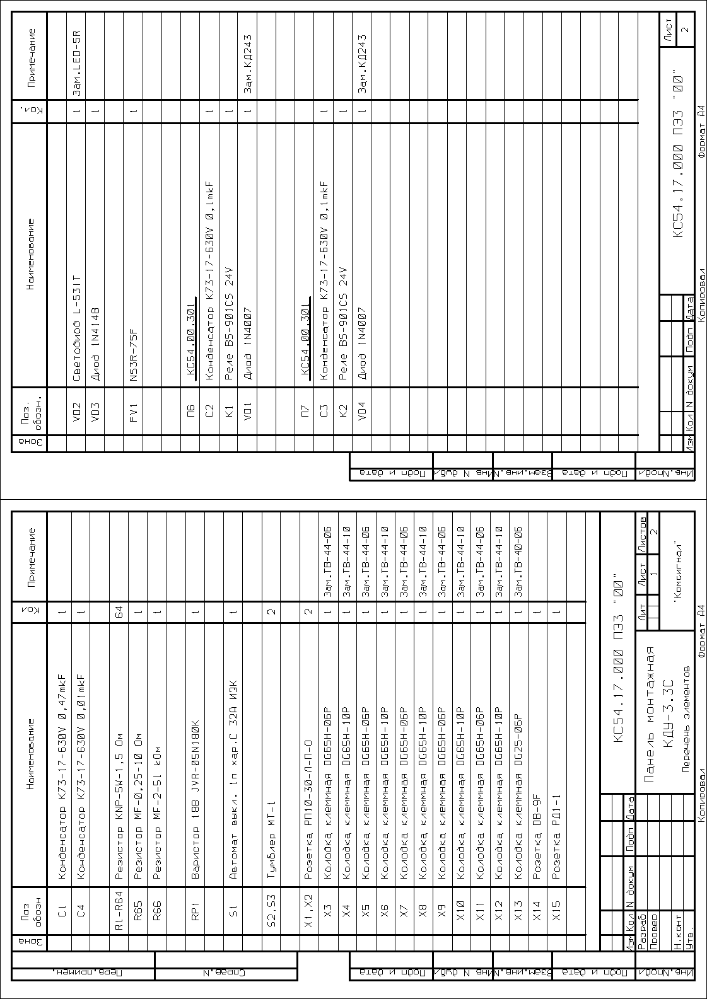 Зона Поз обозн Наименование Кол Примечание
C1 Конденсатор К73-17-630V 0,47mkF 1
C4 Конденсатор К73-17-630V 0,01mkF 1
R1-R64 Резистор KNP-5W-1,5 Ом 64
R65 Резистор MF-0,25-10 Ом 1
R66 Резистор MF-2-51 кОм 1
RP1 Варистор 18В JVR-05N180K 1
S1 Автомат выкл. 1п хар.С 32А ИЭК 1
S2,S3 Тумблер МТ-1 2
X1,X2 Розетка РП10-30-Л-П-О 2
X3 Колодка клеммная DG65H-06P 1 Зам.ТВ-44-06
X4 Колодка клеммная DG65H-10P 1 Зам.ТВ-44-10
X5 Колодка клеммная DG65H-06P 1 Зам.ТВ-44-06
X6 Колодка клеммная DG65H-10P 1 Зам.ТВ-44-10
X7 Колодка клеммная DG65H-06P 1 Зам.ТВ-44-06
X8 Колодка клеммная DG65H-10P 1 Зам.ТВ-44-10
X9 Колодка клеммная DG65H-06P 1 Зам.ТВ-44-06
X10 Колодка клеммная DG65H-10P 1 Зам.ТВ-44-10
X11 Колодка клеммная DG65H-06P 1 Зам.ТВ-44-06
X12 Колодка клеммная DG65H-10P 1 Зам.ТВ-44-10
X13 Колодка клеммная DG25-06P 1 Зам.ТВ-40-06
X14 Розетка DB-9F 1
X15 Розетка РД1-1 1
Перв.примен.
Справ.N
Подп и дата
Инв N дубл
Взам.инв.N
Подп и дата
Инв.Nподл
КС54.17.000 ПЭ3 "00"
Изм Кол N докум Подп Дата
Разраб
Провер
Н.конт
Утв.
Панель монтажная
КДУ-3.3С
Перечень элементов
Лит Лист Листов
1 2
"Комсигнал"
Копировал Формат А4
Зона Поз. обозн. Наименование Кол. Примечание
VD2 Светодиод L-53IT 1 Зам.LED-5R
VD3 Диод 1N4148 1
FV1 N53R-75F 1
П6 КС54.00.301
C2 Конденсатор К73-17-630V 0,1mkF 1
K1 Реле BS-901CS 24V 1
VD1 Диод 1N4007 1 Зам.КД243
П7 КС54.00.301
C3 Конденсатор К73-17-630V 0,1mkF 1
K2 Реле BS-901CS 24V 1
VD4 Диод 1N4007 1 Зам.КД243
Подп и дата
Инв N дубл
Взам.инв.N
Подп и дата
Инв.Nподл
Изм Кол N докум Подп Дата
КС54.17.000 ПЭ3 "00"
Лист
2
Копировал Формат А4